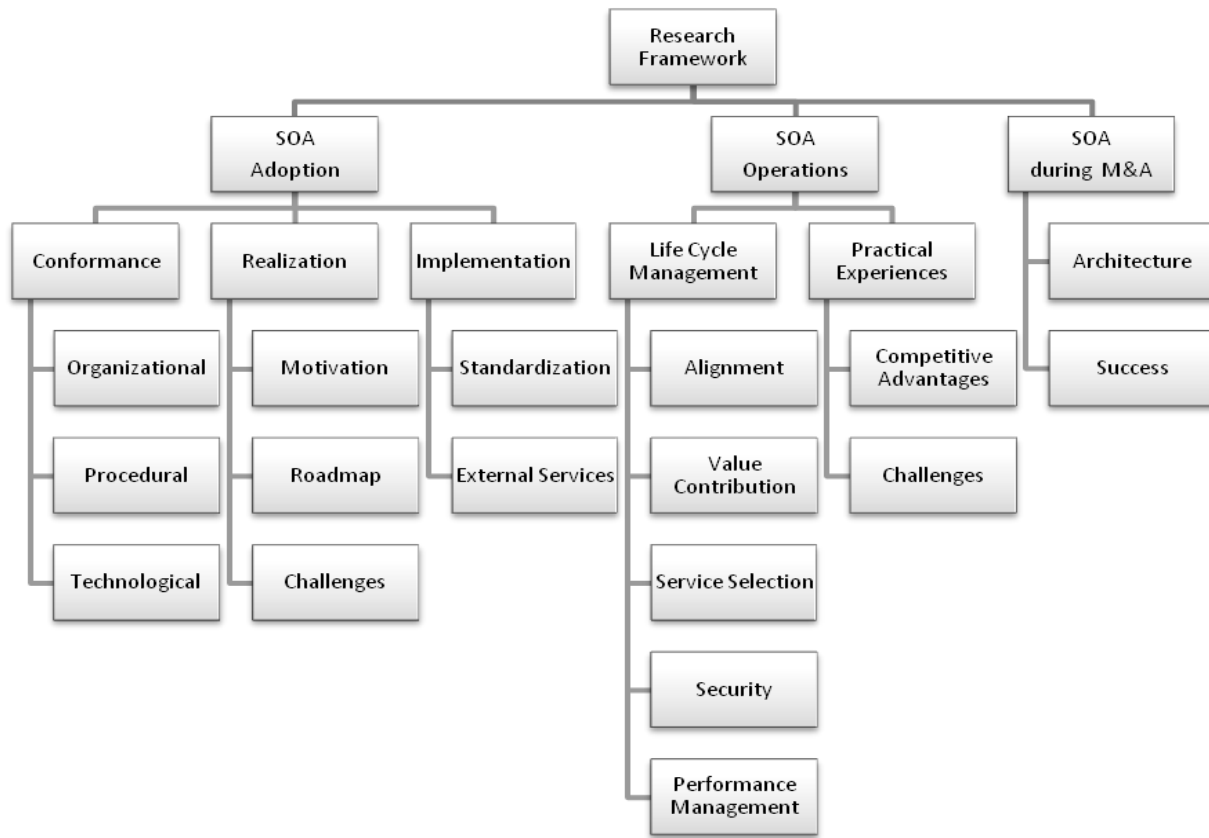 Research
Framework
SOA
Adoption
SOA
Operations
SOA
during M&A
Conformance
Realization
Implementation
Life Cycle
Management
Practical
Experiences
Architecture
Organizational
Motivation
Standardization
Alignment
Competitive
Advantages
Success
Procedural
Roadmap
External Services
Value
Contribution
Challenges
Technological
Challenges
Service Selection
Security
Performance
Management